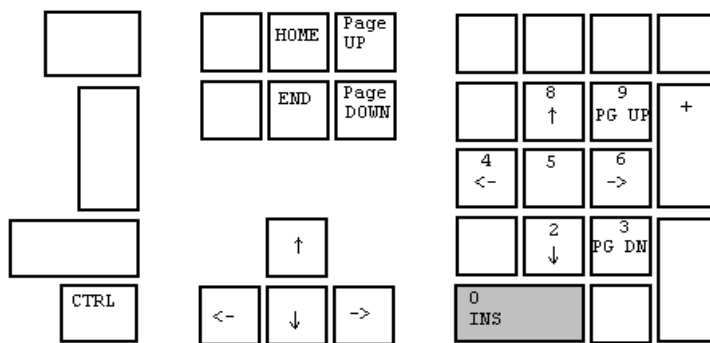 HOME
Page
UP
END
Page
DOWN
8
↑
9
PG UP
+
4
<-
5
6
->
2
↓
3
PG DN
↑
CTRL
<-
↓
->
0
INS